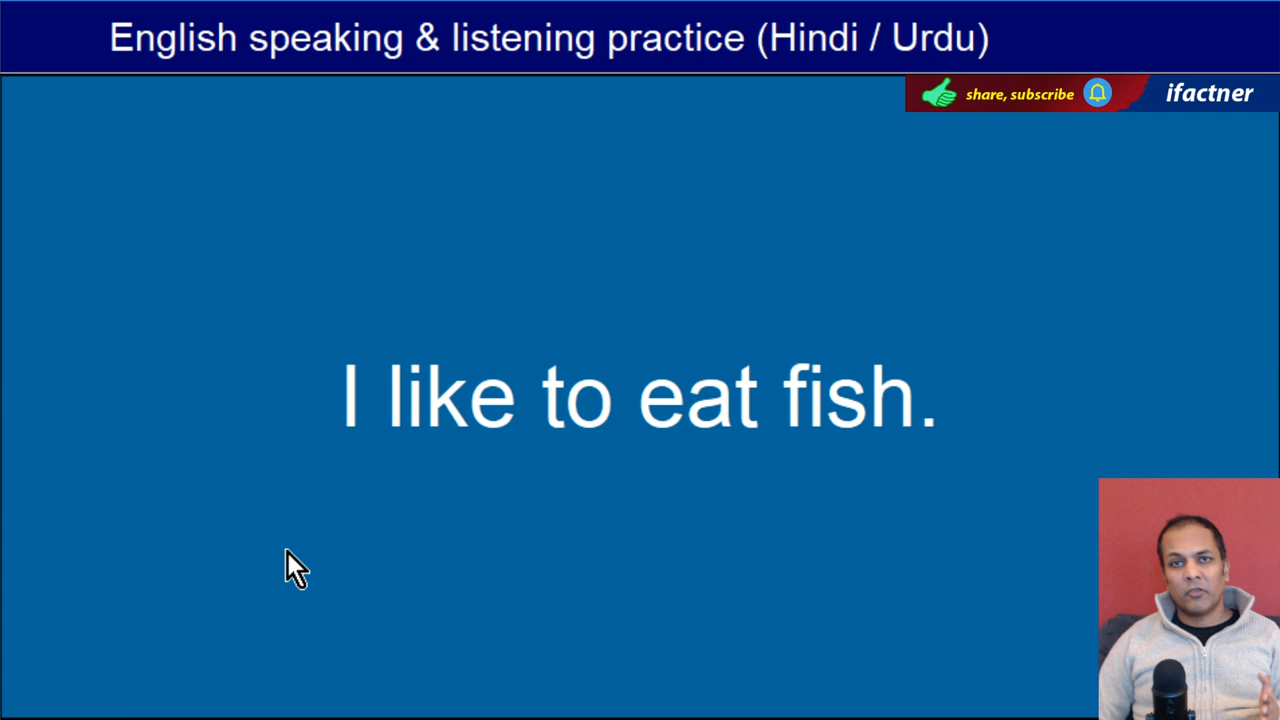 English speaking & listening practice (Hindi / Urdu)
share, subscribe
ifactner
I like to eat fish.